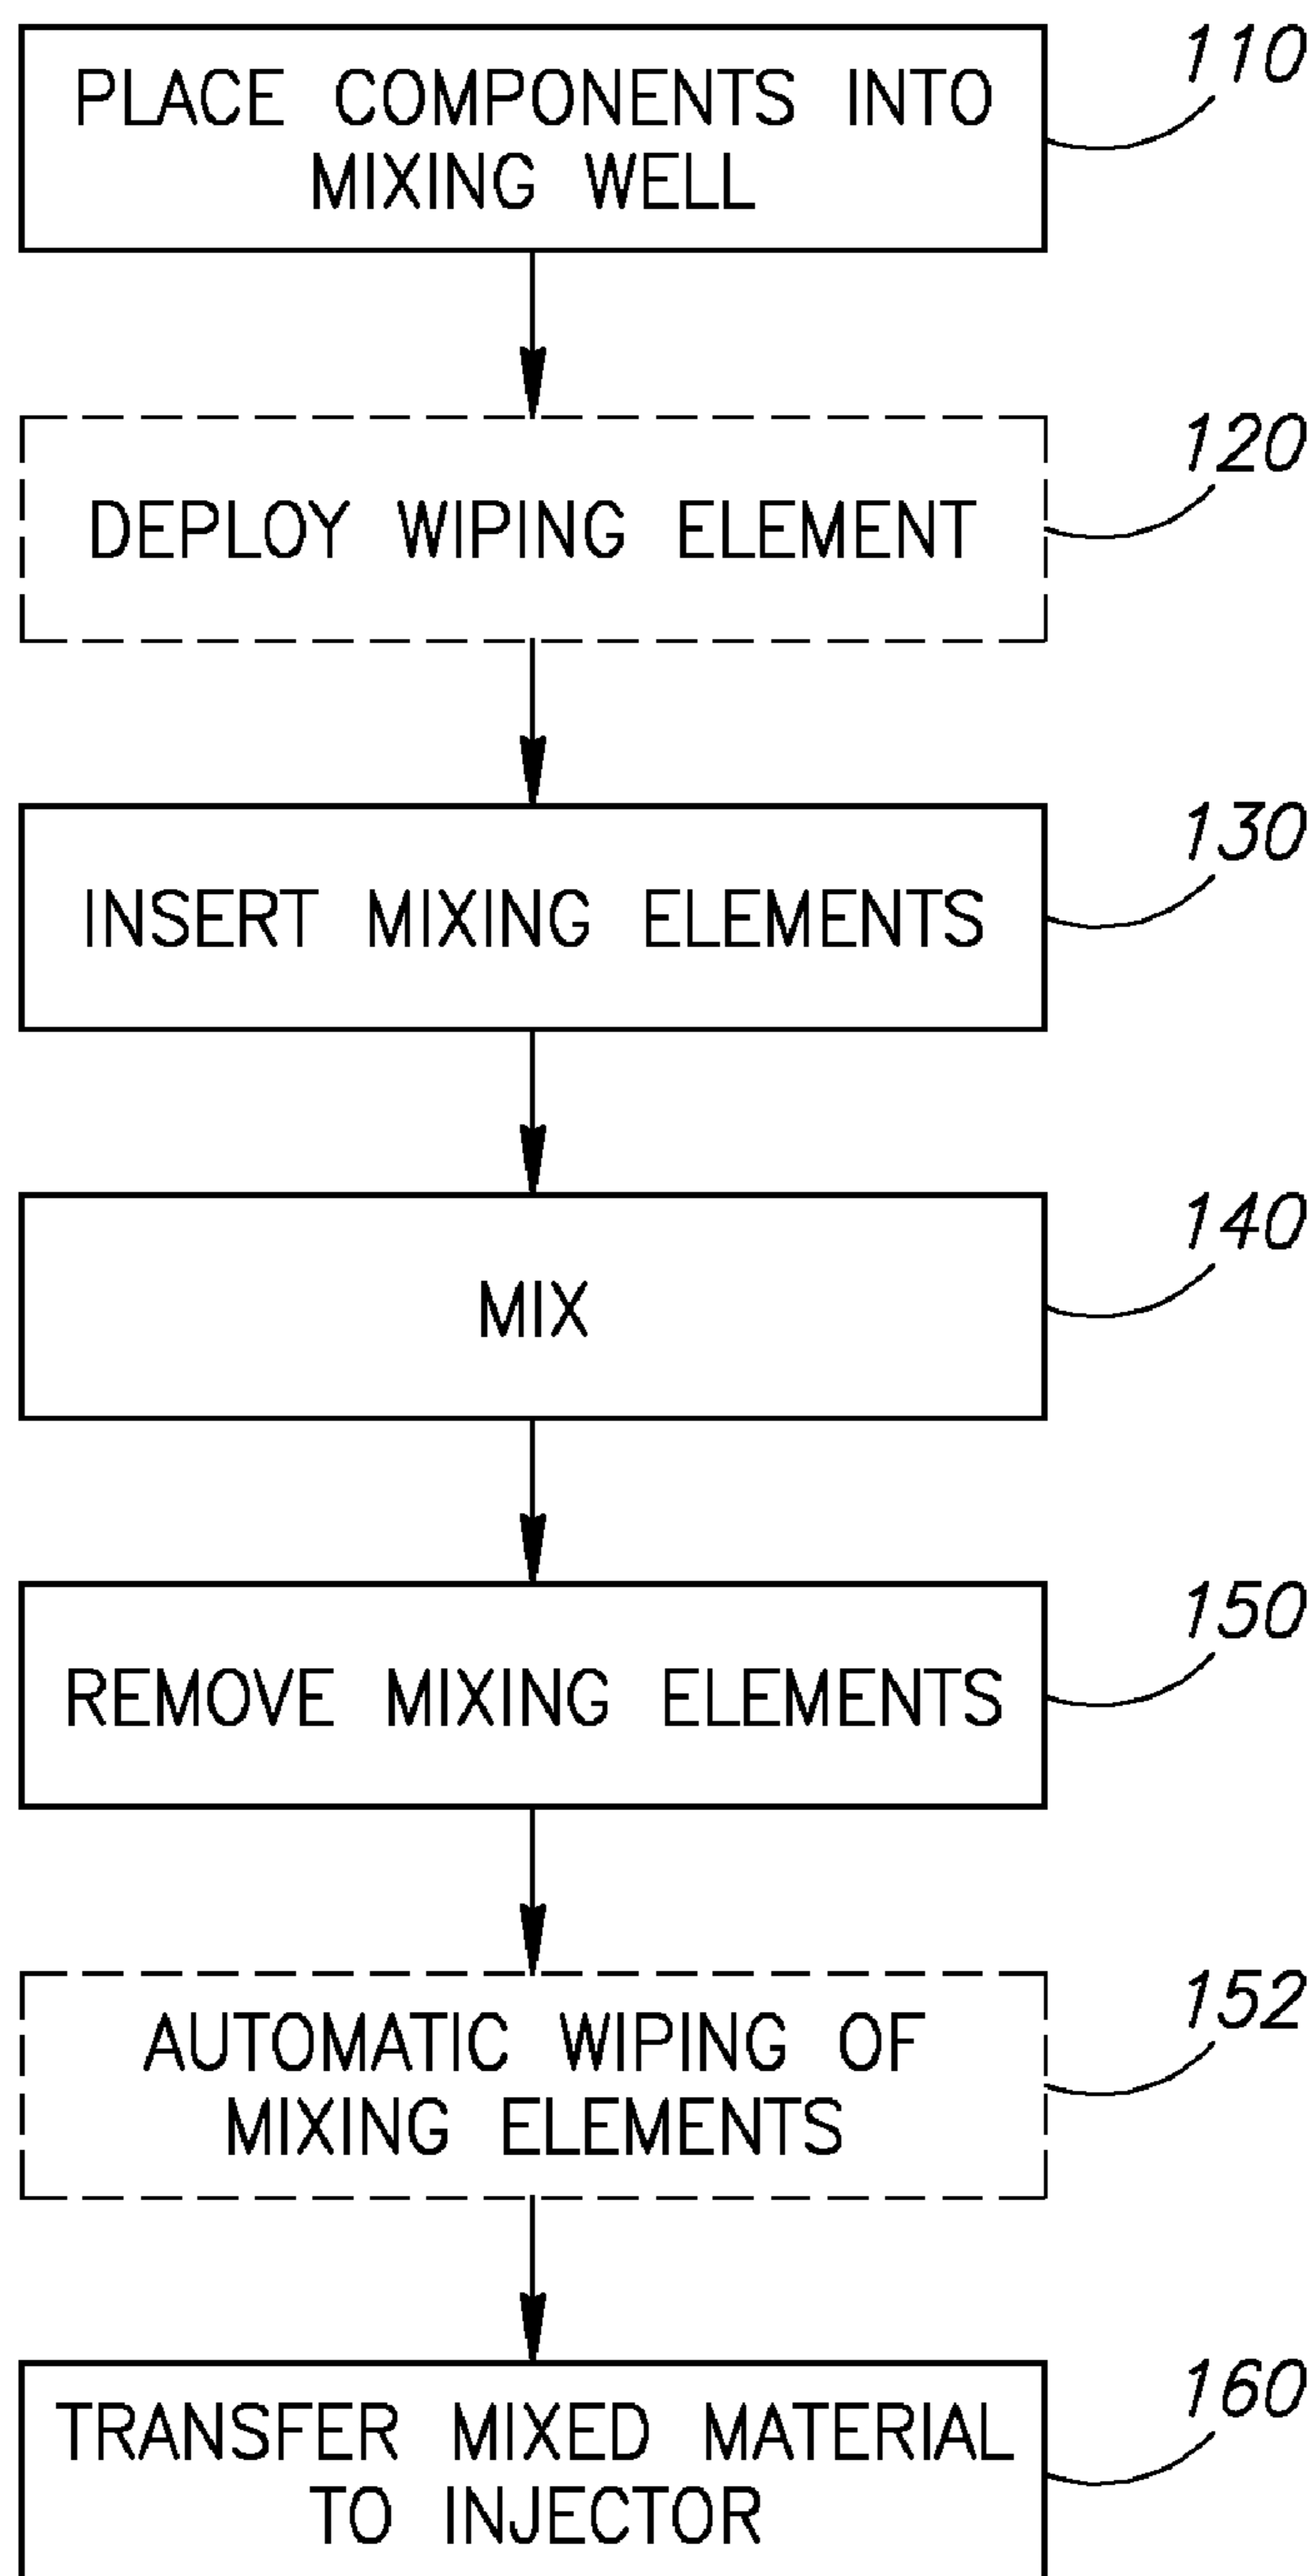 PLACE COMPONENTS INTO
MIXING WELL
110
DEPLOY WIPING ELEMENT
120
INSERT MIXING ELEMENTS
130
MIX
140
REMOVE MIXING ELEMENTS
150
AUTOMATIC WIPING OF
MIXING ELEMENTS
152
TRANSFER MIXED MATERIAL
TO INJECTOR
160